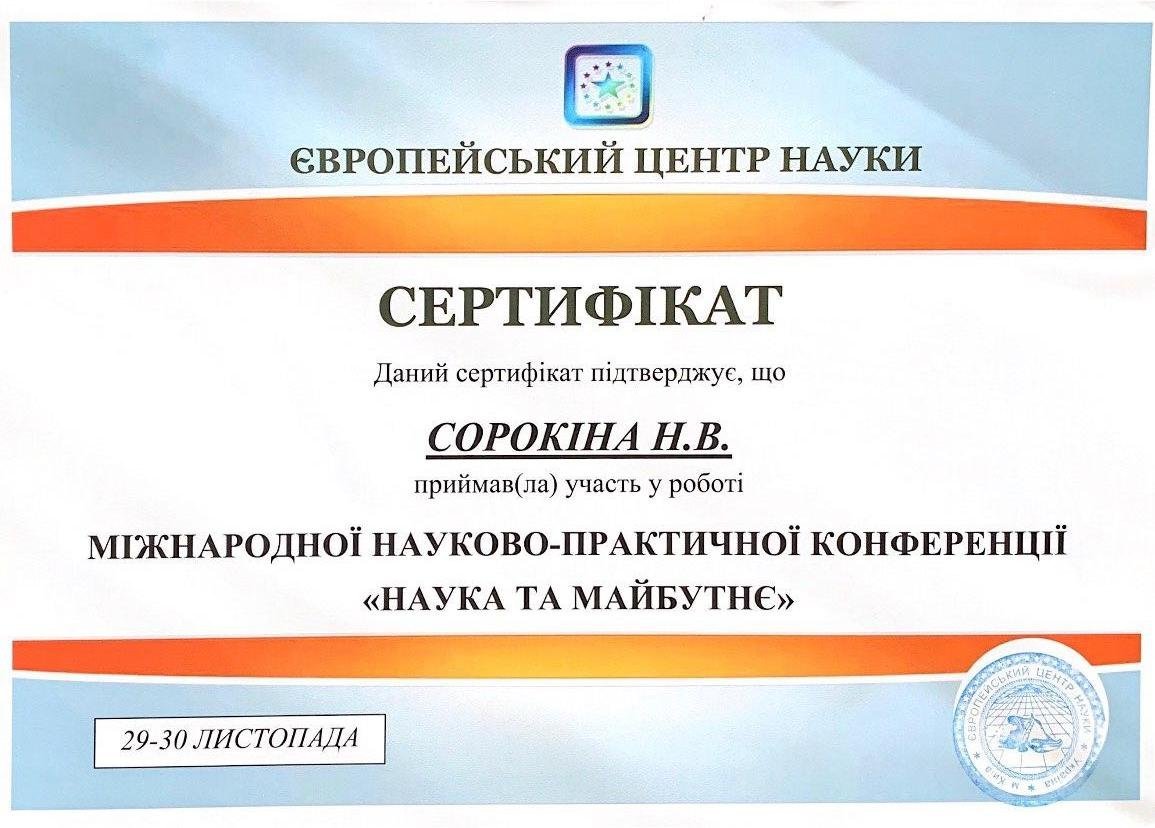 ЄВРОПЕЙСЬКИЙ ЦЕНТР НАУКИ
СЕРТИФІКАТ
Даний сертифікат підтверджує, що
СОРОКІНА Н.В.
приймав(ла) участь у роботі
МІЖНАРОДНОЇ НАУКОВО-ПРАКТИЧНОЇ КОНФЕРЕНЦІЇ
«НАУКА ТА МАЙБУТНЄ»
29-30 ЛИСТОПАДА
ЄВРОПЕЙСЬКИЙ ЦЕНТР НАУКИ
Україна